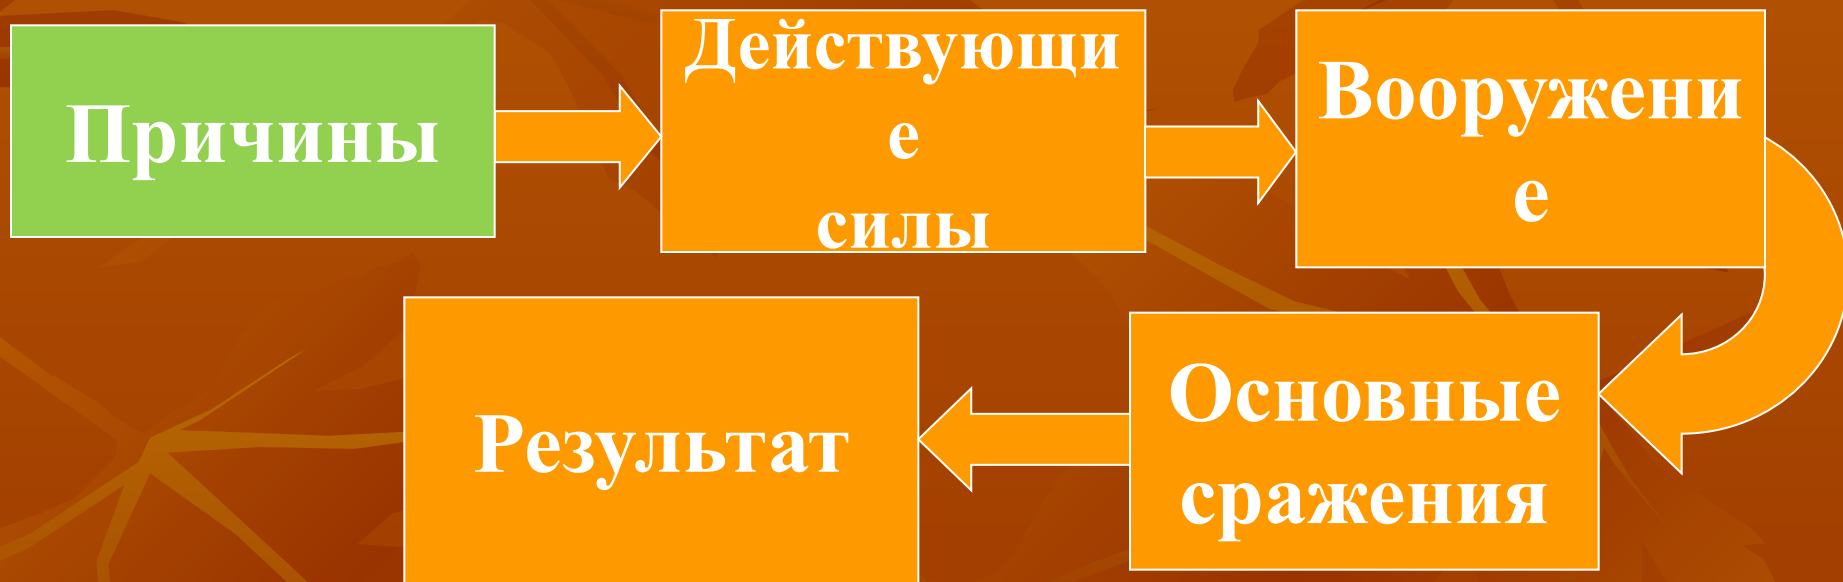 Причины
Действующи
е
силы
Вооружени
е
Основные
сражения
Результат